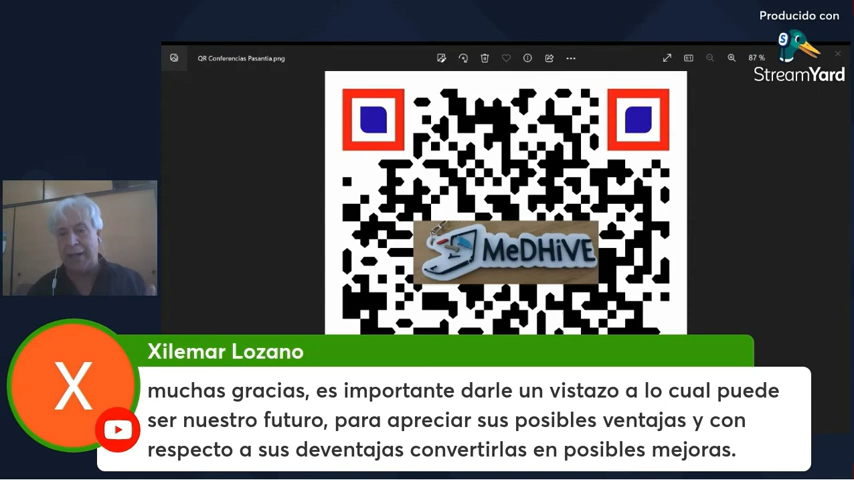 Producido con
StreamYard
QR Conferencias Pasantía.png
87 %
MeDHiVE
X
Xilemar Lozano
muchas gracias, es importante darle un vistazo a lo cual puede
ser nuestro futuro, para apreciar sus posibles ventajas y con
respecto a sus deventajas convertirlas en posibles mejoras.